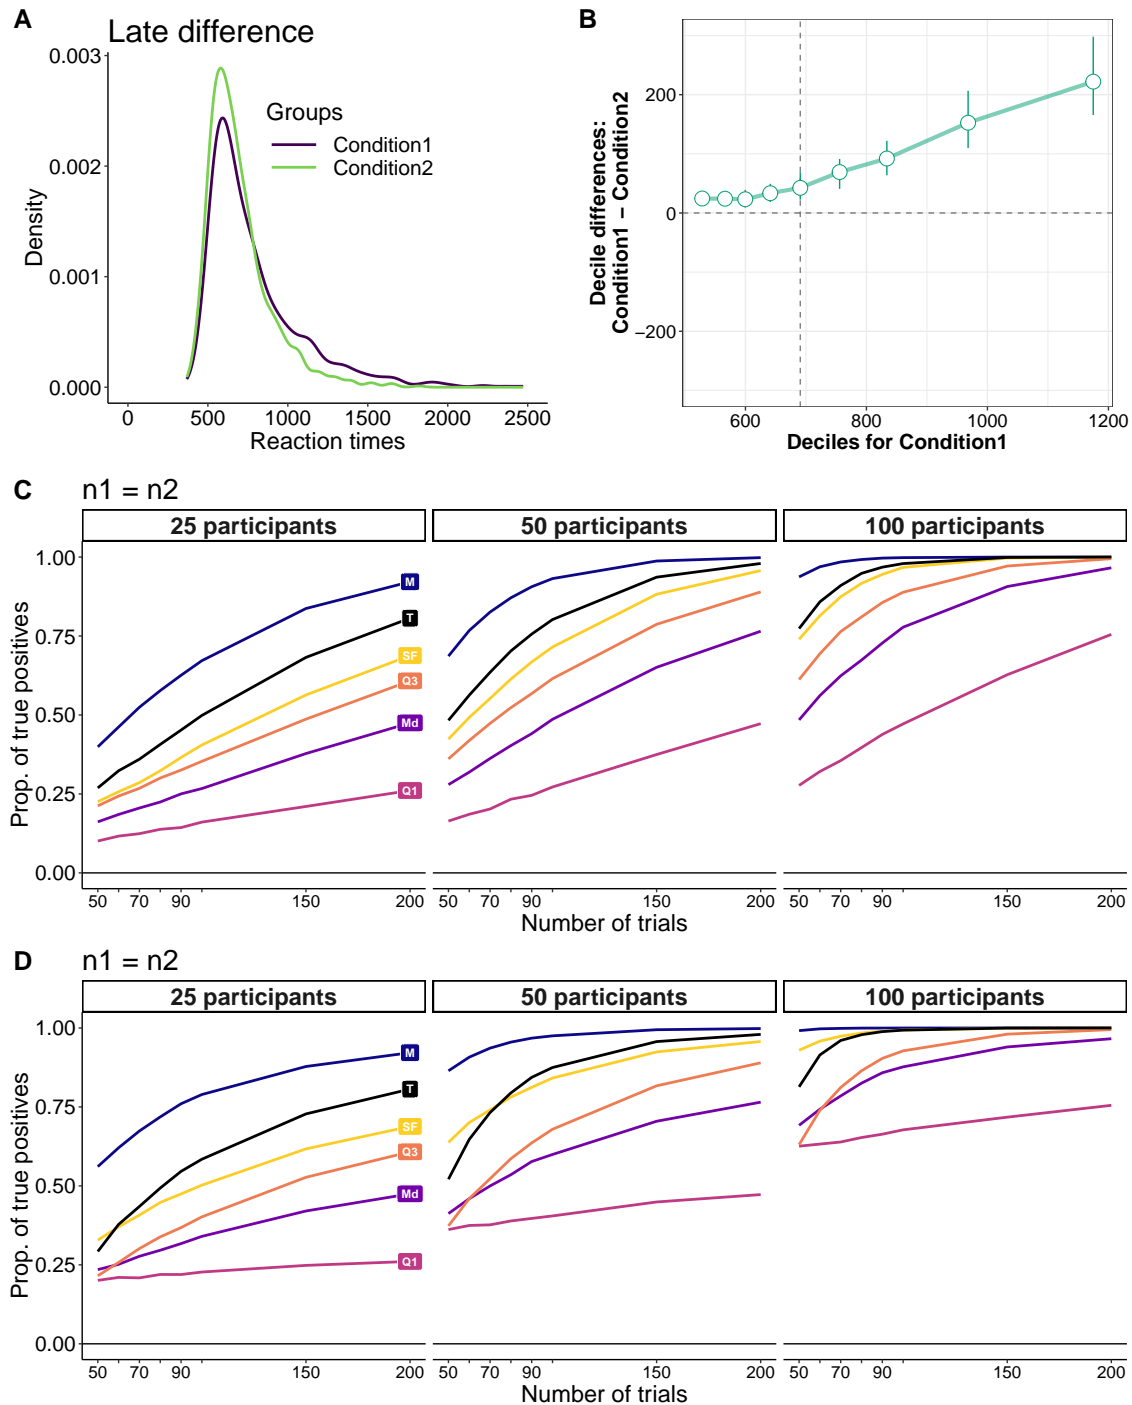 A
Late difference
0.003
0.002
0.001
0.000
Density
Groups
Condition1
Condition2
0
500
1000
1500
2000
2500
Reaction times
B
Decile differences:
Condition1 − Condition2
200
0
−200
600
800
1000
1200
Deciles for Condition1
C
n1 = n2
25 participants
50 participants
100 participants
Prop. of true positives
1.00
0.75
0.50
0.25
0.00
M
T
SF
Q3
Md
Q1
50 70 90 150 200
50 70 90 150 200
50 70 90 150 200
Number of trials
D
n1 = n2
25 participants
50 participants
100 participants
Prop. of true positives
1.00
0.75
0.50
0.25
0.00
M
T
SF
Q3
Md
Q1
50 70 90 150 200
50 70 90 150 200
50 70 90 150 200
Number of trials